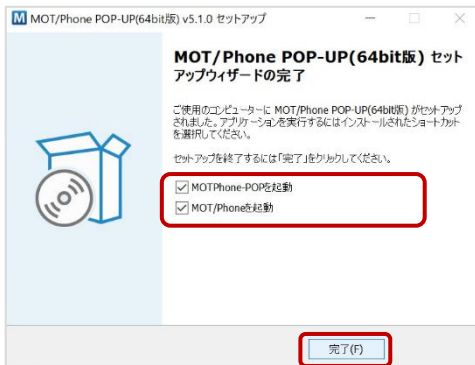 M MOT/Phone POP-UP(64bit版) v5.1.0 セットアップ
MOT/Phone POP-UP(64bit版) セット
アップウィザードの完了
ご使用のコンピューターに MOT/Phone POP-UP(64bit版) がセットアップ
されました。アプリケーションを実行するにはインストールされたショートカット
を選択してください。
セットアップを終了するには「完了」をクリックしてください。
MOTPhone-POPを起動
MOT/Phoneを起動
完了(F)